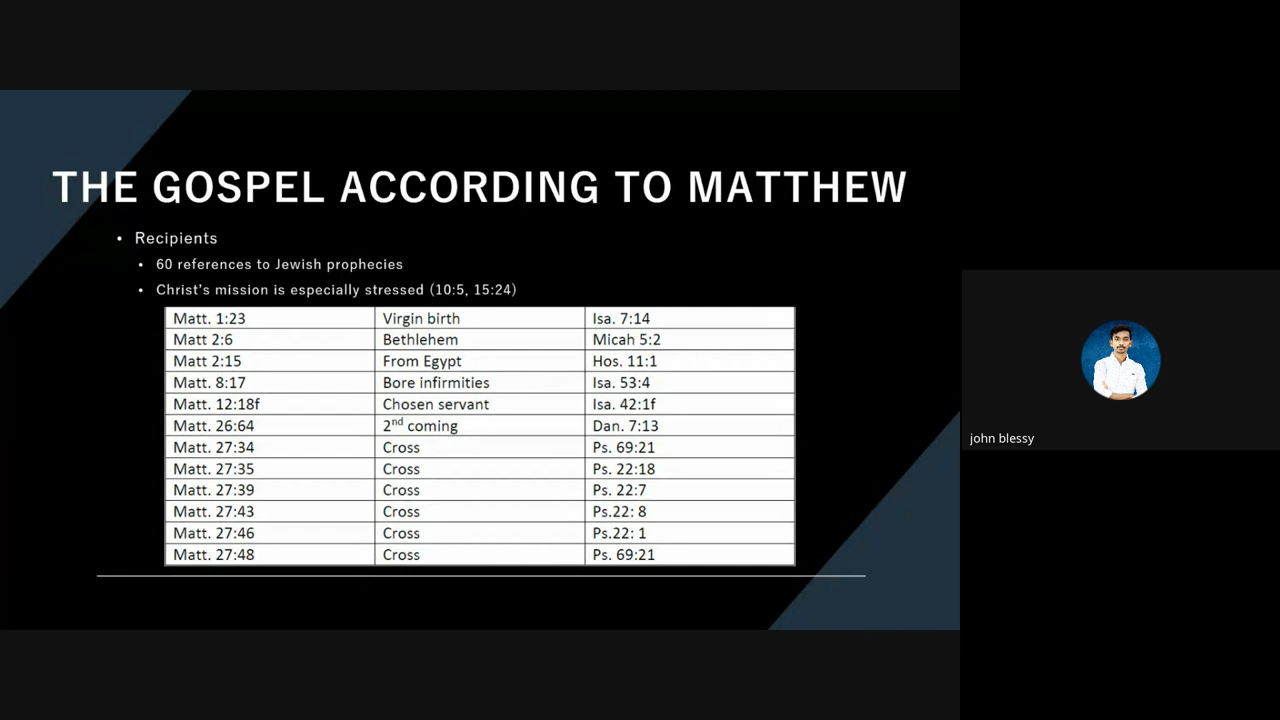 THE GOSPEL ACCORDING TO MATTHEW
• Recipients
• 60 references to Jewish prophecies
• Christ's mission is especially stressed (10:5, 15:24)
Matt. 1:23 Virgin birth Isa. 7:14
Matt 2:6 Bethlehem Micah 5:2
Matt 2:15 From Egypt Hos. 11:1
Matt. 8:17 Bore infirmities Isa. 53:4
Matt. 12:18f Chosen servant Isa. 42:1f
Matt. 26:64 2nd coming Dan. 7:13
Matt. 27:34 Cross Ps. 69:21
Matt. 27:35 Cross Ps. 22:18
Matt. 27:39 Cross Ps. 22:7
Matt. 27:43 Cross Ps.22: 8
Matt. 27:46 Cross Ps.22: 1
Matt. 27:48 Cross Ps. 69:21
john blessy